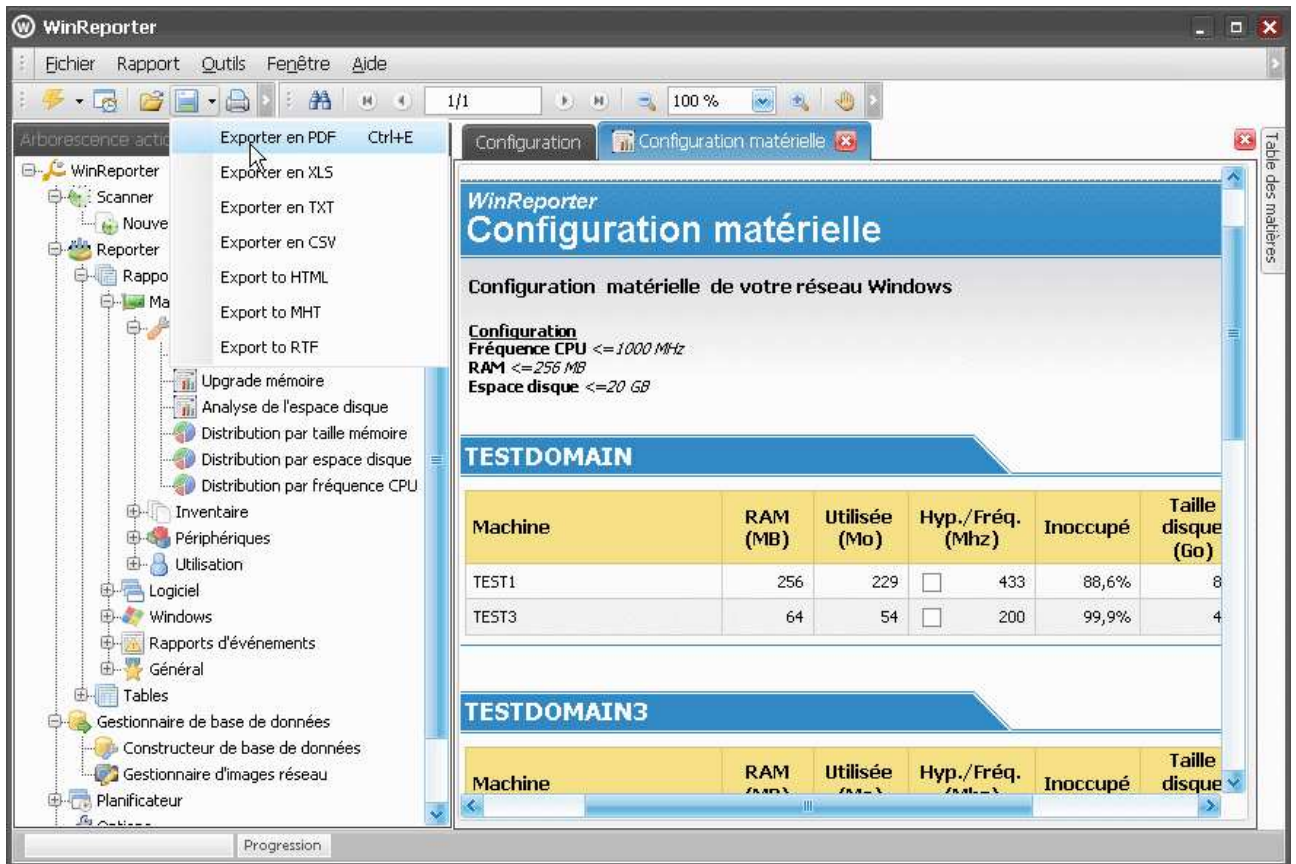 WinReporter
Fichier Rapport Outils Fenêtre Aide
1/1 100 %
Arborescence actio
Exporter en PDF Ctrl+E
Exporter en XLS
Exporter en TXT
Exporter en CSV
Export to HTML
Export to MHT
Export to RTF
WinReporter
Scanner
Nouve
Reporter
Rappo
Ma
Upgrade mémoire
Analyse de l'espace disque
Distribution par taille mémoire
Distribution par espace disque
Distribution par fréquence CPU
Inventaire
Périphériques
Utilisation
Logiciel
Windows
Rapports d'événements
Général
Tables
Gestionnaire de base de données
Constructeur de base de données
Gestionnaire d'images réseau
Planificateur
Configuration Configuration matérielle
Table des matières
WinReporter
Configuration matérielle
Configuration matérielle de votre réseau Windows
Configuration
Fréquence CPU <=1000 MHz
RAM <=256 MB
Espace disque <=20 GB
TESTDOMAIN
Machine RAM (MB) Utilisée (Mo) Hyp./Fréq. (Mhz) Inoccupé Taille disque (Go)
TEST1 256 229 433 88,6% 8
TEST3 64 54 200 99,9% 4
TESTDOMAIN3
Machine RAM Utilisée Hyp./Fréq. Inoccupé Taille disque
Progression